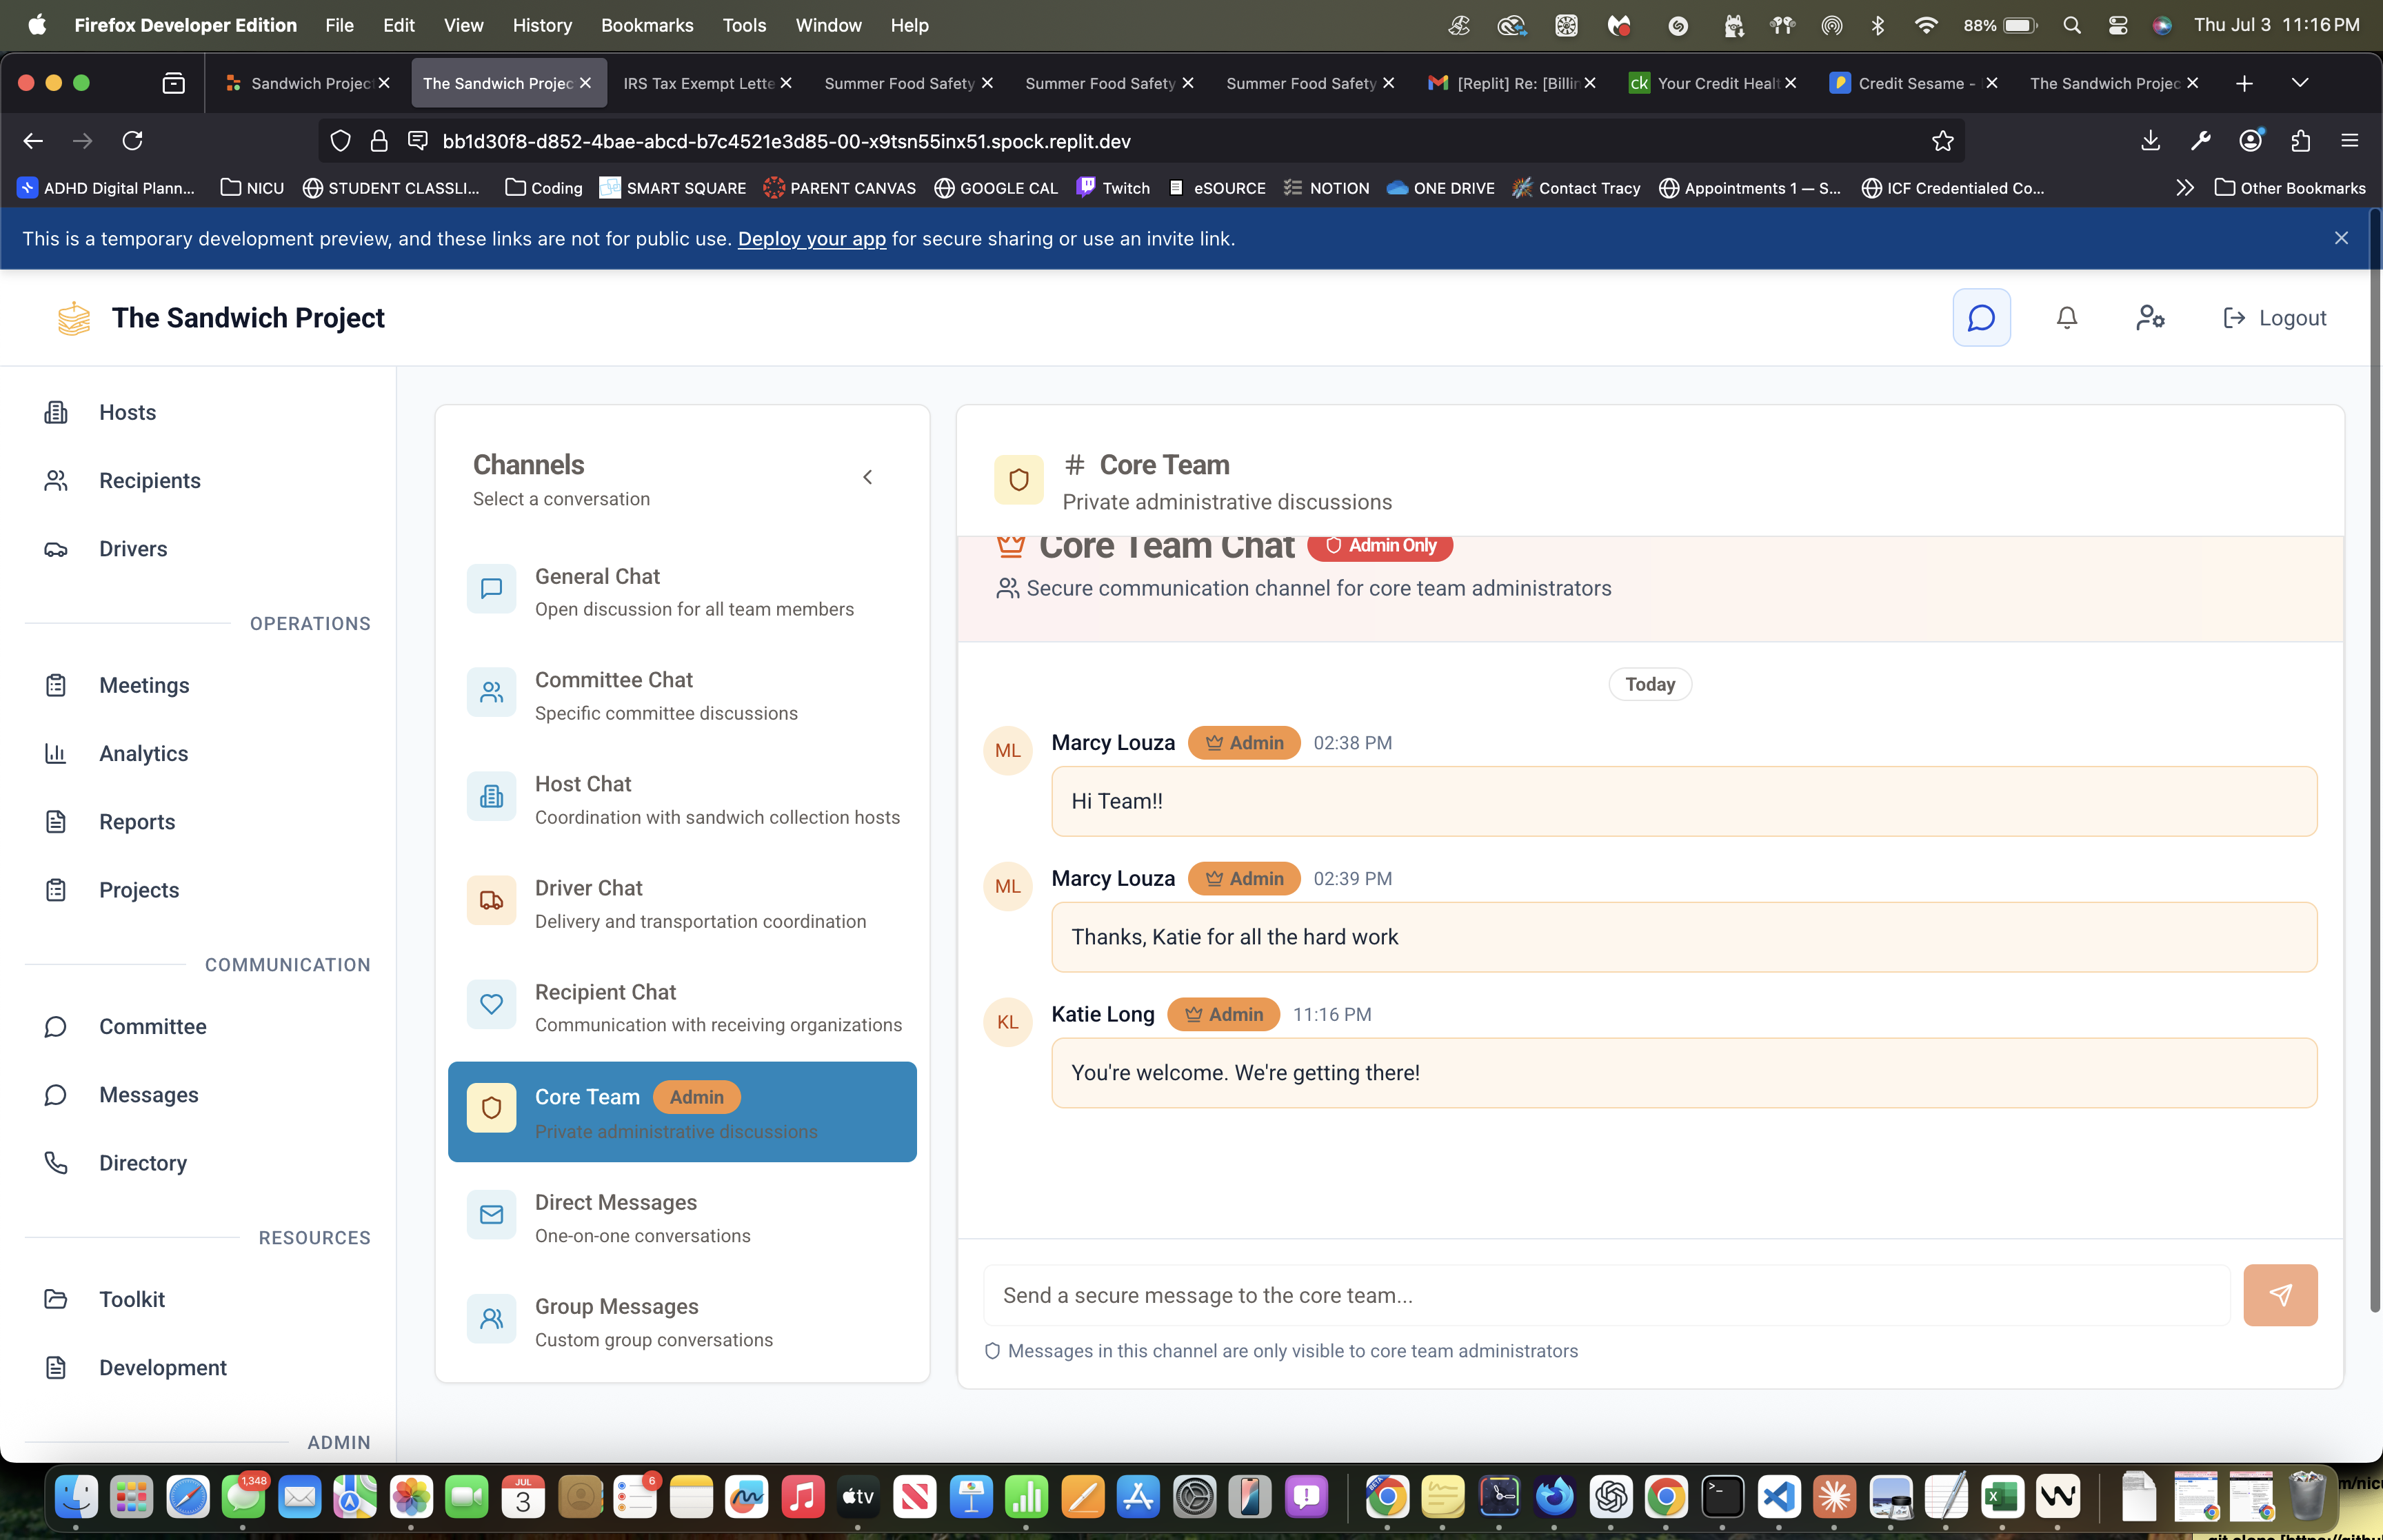 Firefox Developer Edition File Edit View History Bookmarks Tools Window Help 88% Thu Jul 3 11:16 PM
Sandwich Project The Sandwich Projec IRS Tax Exempt Lette Summer Food Safety Summer Food Safety Summer Food Safety [Replit] Re: [Billin ck Your Credit Healt Credit Sesame - The Sandwich Projec
bb1d30f8-d852-4bae-abcd-b7c4521e3d85-00-x9tsn55inx51.spock.replit.dev
ADHD Digital Plann... NICU STUDENT CLASSLI... Coding SMART SQUARE PARENT CANVAS GOOGLE CAL Twitch eSOURCE NOTION ONE DRIVE Contact Tracy Appointments 1 — S... ICF Credentialed Co... Other Bookmarks
This is a temporary development preview, and these links are not for public use. Deploy your app for secure sharing or use an invite link.
The Sandwich Project
Logout
Hosts
Recipients
Drivers
OPERATIONS
Meetings
Analytics
Reports
Projects
COMMUNICATION
Committee
Messages
Directory
RESOURCES
Toolkit
Development
ADMIN
Channels
Select a conversation
General Chat
Open discussion for all team members
Committee Chat
Specific committee discussions
Host Chat
Coordination with sandwich collection hosts
Driver Chat
Delivery and transportation coordination
Recipient Chat
Communication with receiving organizations
Core Team Admin
Private administrative discussions
Direct Messages
One-on-one conversations
Group Messages
Custom group conversations
# Core Team
Private administrative discussions
Core Team Chat Admin Only
Secure communication channel for core team administrators
Today
ML Marcy Louza Admin 02:38 PM
Hi Team!!
ML Marcy Louza Admin 02:39 PM
Thanks, Katie for all the hard work
KL Katie Long Admin 11:16 PM
You're welcome. We're getting there!
Send a secure message to the core team...
Messages in this channel are only visible to core team administrators
1,348 JUL 3 6 tv